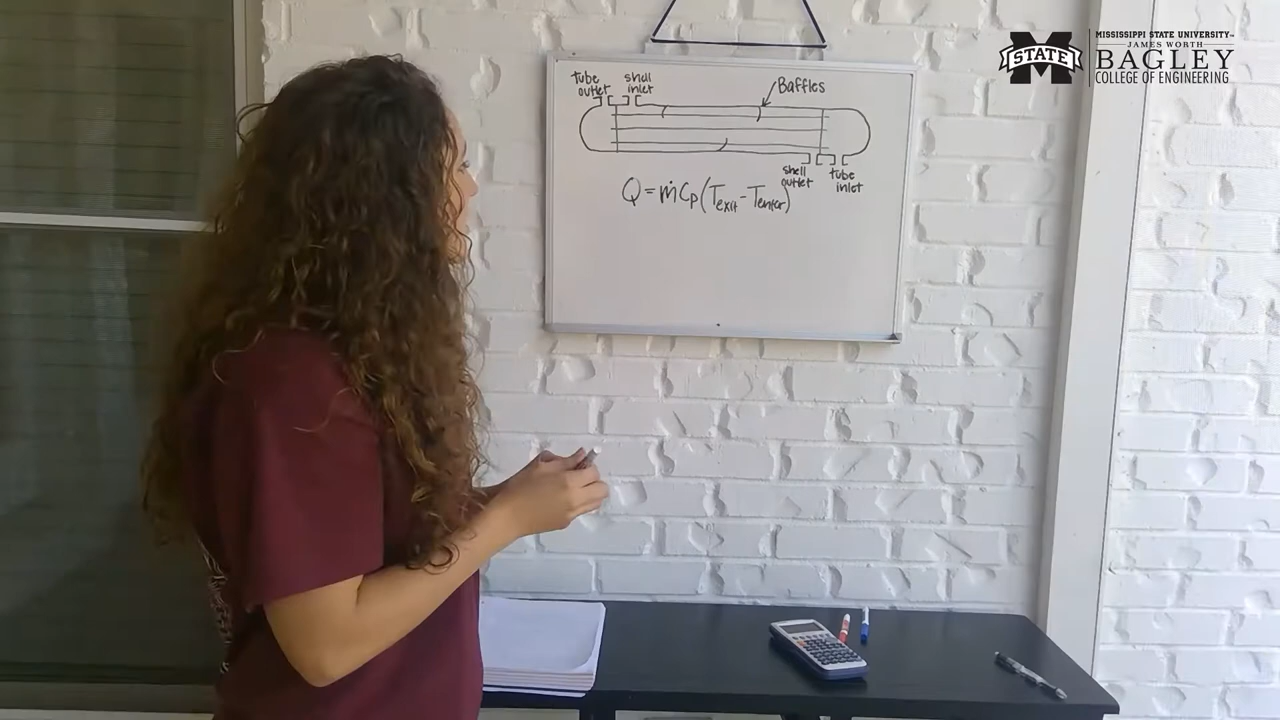 MISSISSIPPI STATE UNIVERSITY™
JAMES WORTH
BAGLEY
COLLEGE OF ENGINEERING
M STATE
tube outlet
shell inlet
Baffles
shell outlet
tube inlet
Q = ṁCp(Texit - Tenter)